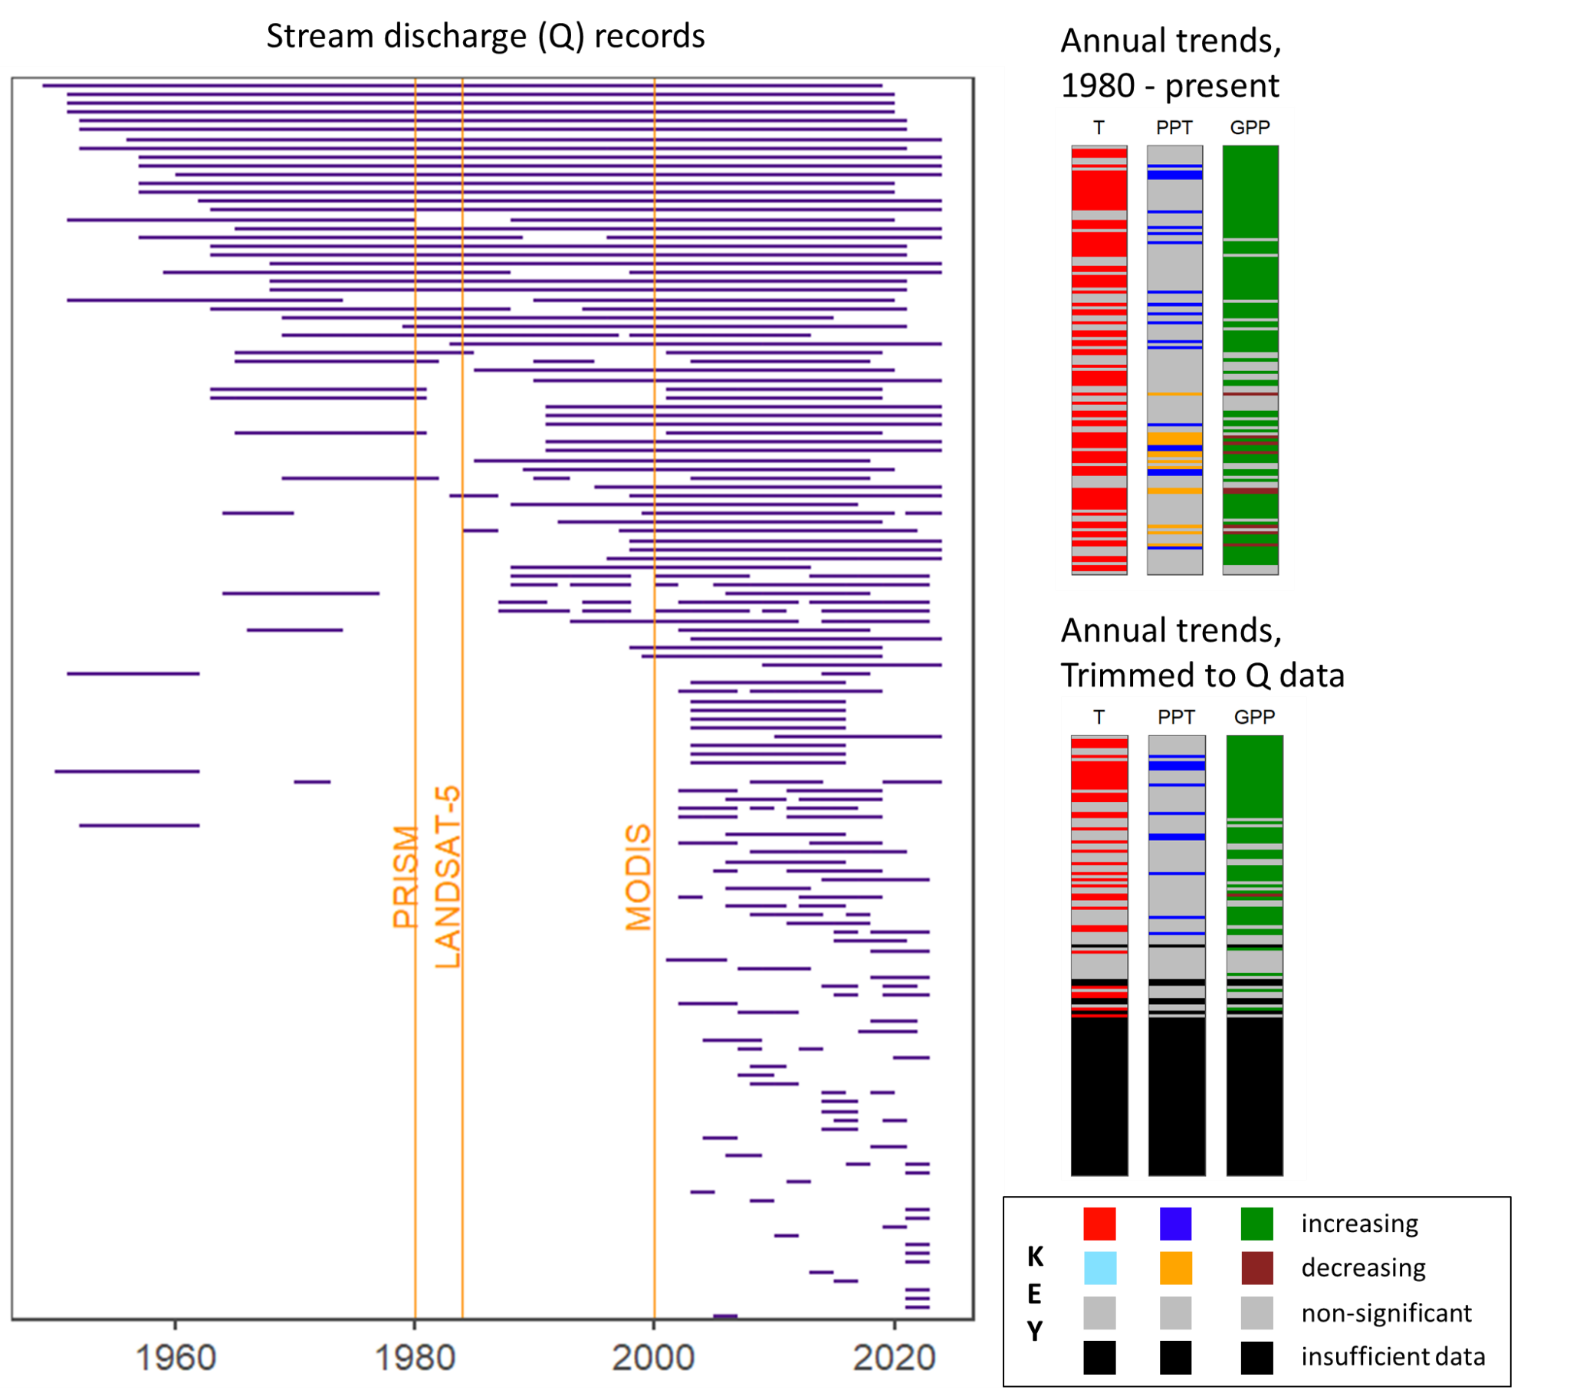 Stream discharge (Q) records
PRISM
LANDSAT-5
MODIS
1960 1980 2000 2020
Annual trends,
1980 - present
T PPT GPP
Annual trends,
Trimmed to Q data
T PPT GPP
KEY
increasing
decreasing
non-significant
insufficient data